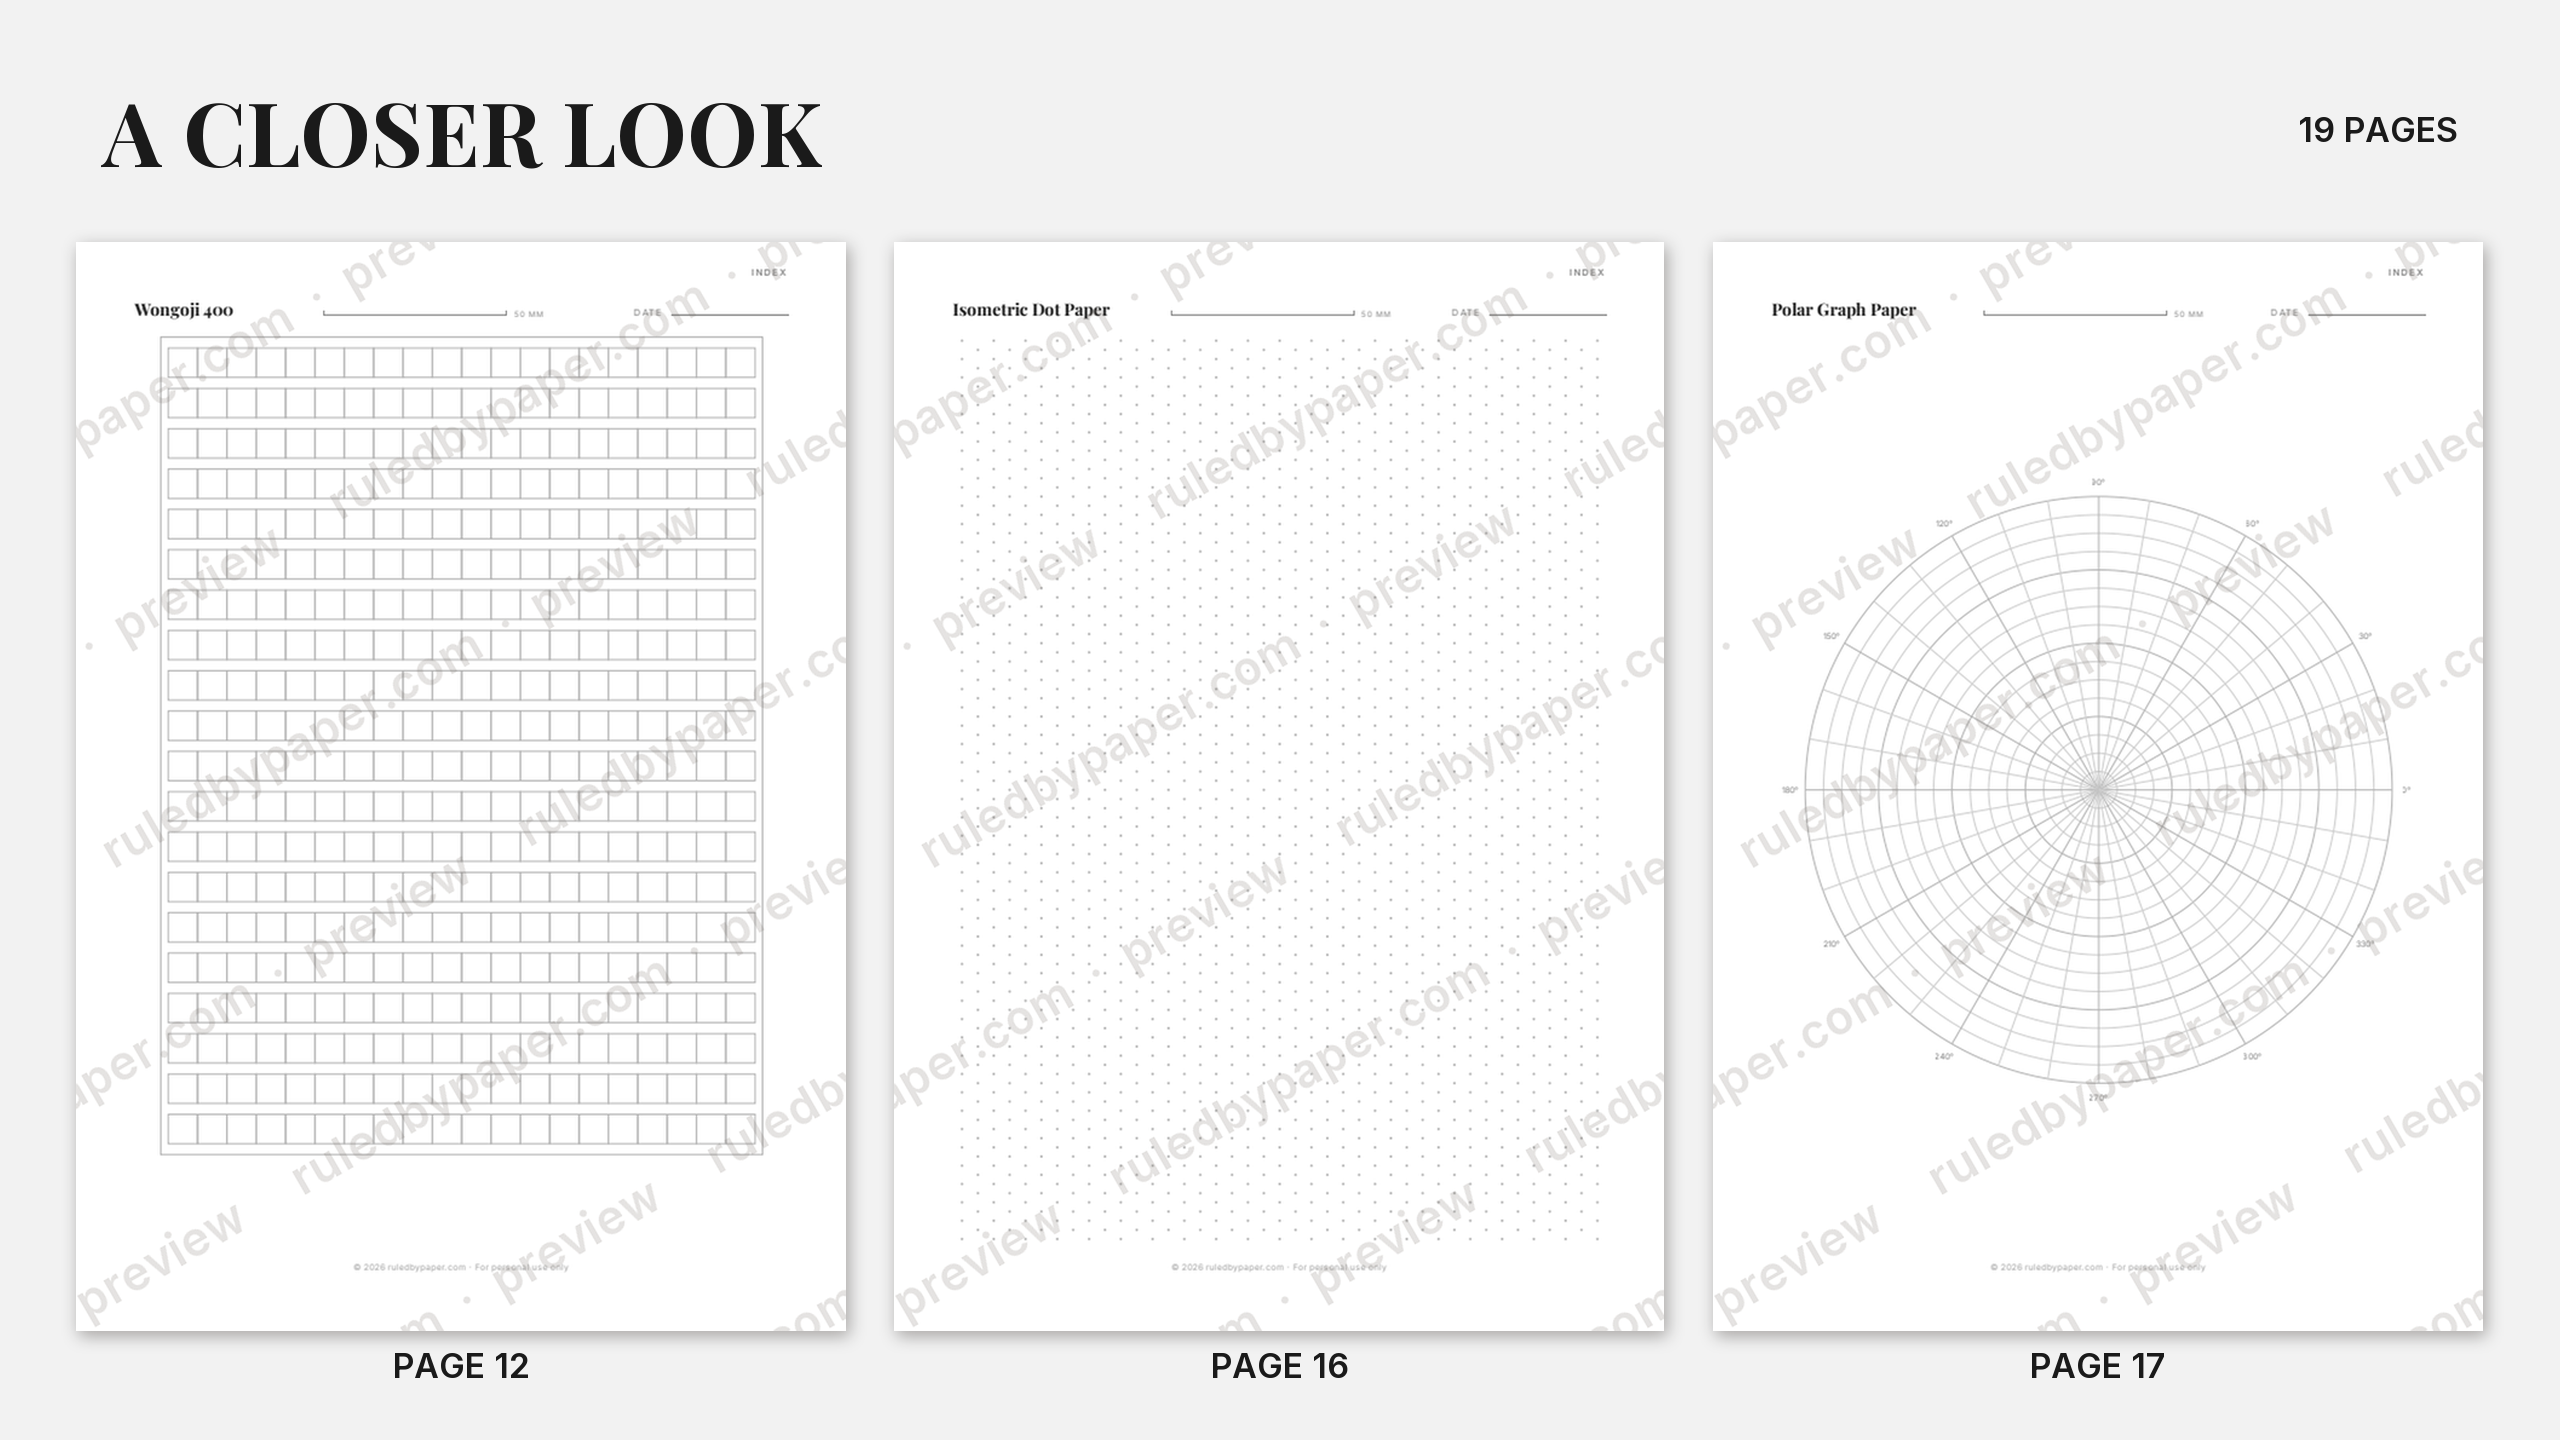 A CLOSER LOOK
19 PAGES
INDEX
Wongoji 400
50 MM
DATE
© 2026 ruledbypaper.com · For personal use only
PAGE 12
INDEX
Isometric Dot Paper
50 MM
DATE
© 2026 ruledbypaper.com · For personal use only
PAGE 16
INDEX
Polar Graph Paper
50 MM
DATE
90°
120°
60°
150°
30°
180°
0°
210°
330°
240°
300°
270°
© 2026 ruledbypaper.com · For personal use only
PAGE 17
ruledbypaper.com · preview